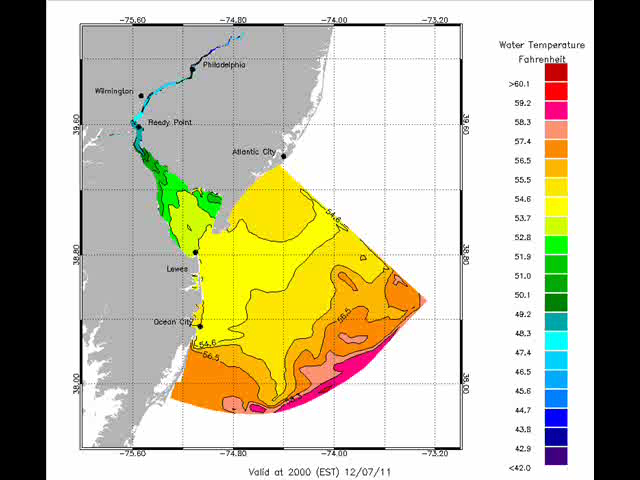 −75.60 −74.80 −74.00 −73.20
Water Temperature
Fahrenheit
>60.1
59.2
58.3
57.4
56.5
55.5
54.6
53.7
52.8
51.9
51.0
50.1
49.2
48.3
47.4
46.5
45.6
44.7
43.8
42.9
<42.0
Philadelphia
Wilmington
Reedy Point
Atlantic City
Lewes
Ocean City
39.60 39.60
38.80 38.80
38.00 38.00
54.6
56.5
54.6
56.5
−75.60 −74.80 −74.00 −73.20
Valid at 2000 (EST) 12/07/11